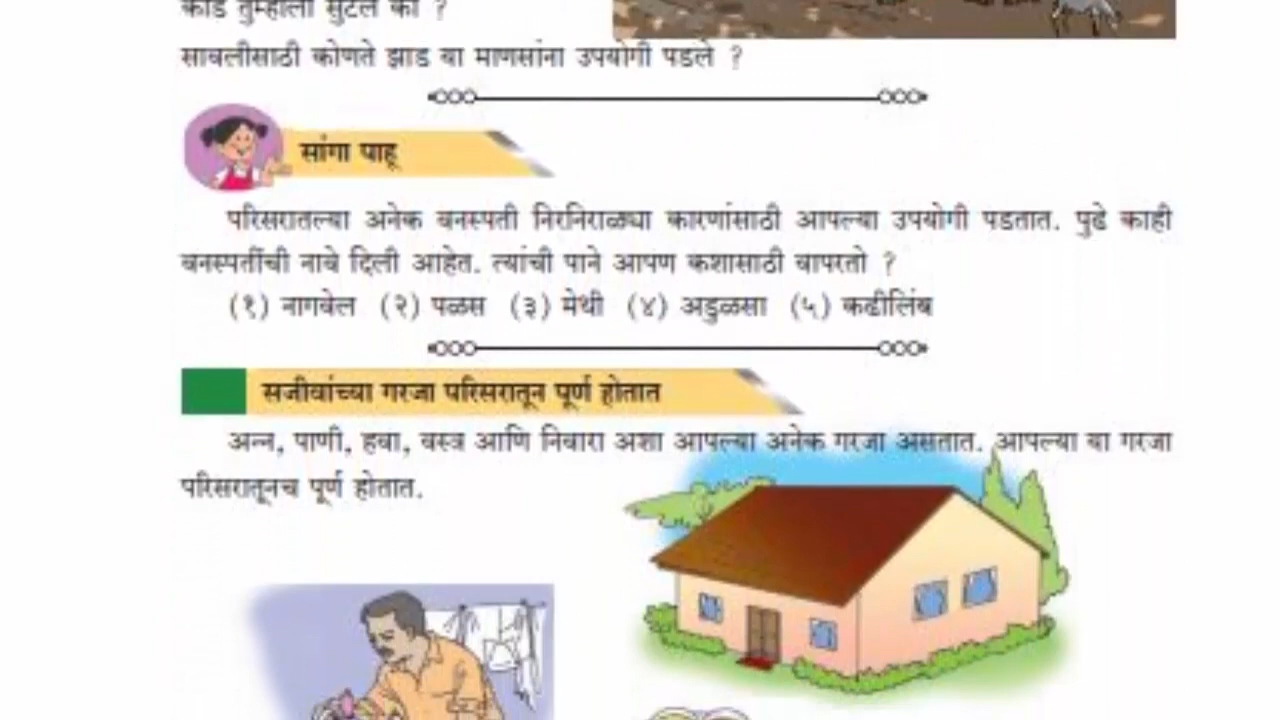 कोडे तुम्हांला सुटले का ?
सावलीसाठी कोणते झाड या माणसांना उपयोगी पडले ?
सांगा पाहू
परिसरातल्या अनेक वनस्पती निरनिराळ्या कारणांसाठी आपल्या उपयोगी पडतात. पुढे काही
वनस्पतींची नावे दिली आहेत. त्यांची पाने आपण कशासाठी वापरतो ?
(१) नागवेल (२) पळस (३) मेथी (४) अडुळसा (५) कढीलिंब
सजीवांच्या गरजा परिसरातून पूर्ण होतात
अन्न, पाणी, हवा, वस्त्र आणि निवारा अशा आपल्या अनेक गरजा असतात. आपल्या या गरजा
परिसरातूनच पूर्ण होतात.